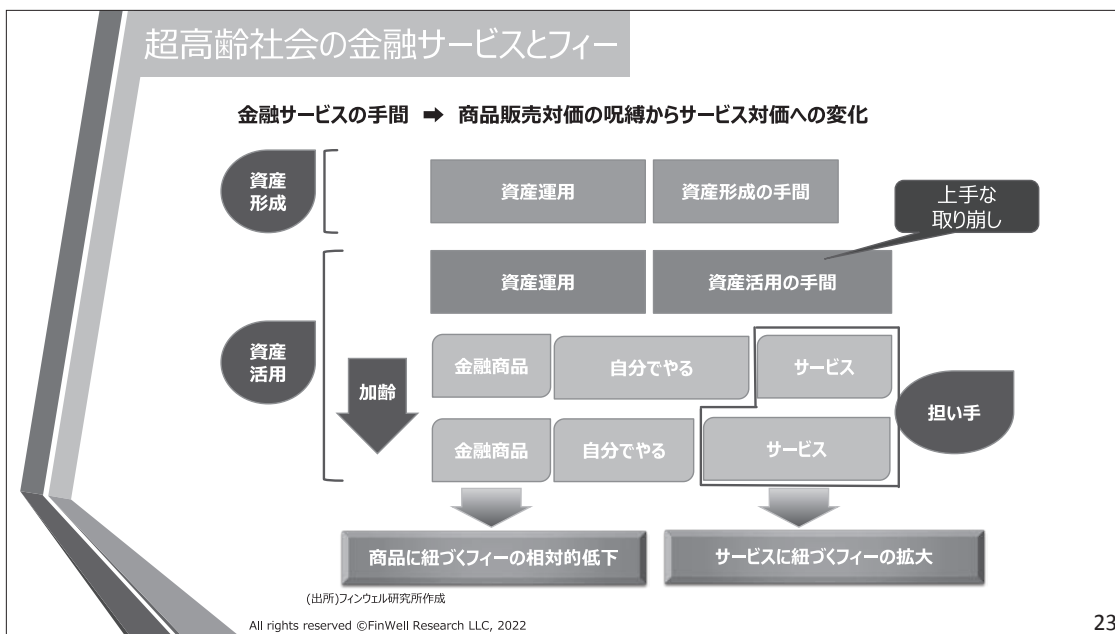 超高齢社会の金融サービスとフィー
金融サービスの手間 ➡ 商品販売対価の呪縛からサービス対価への変化
資産
形成
資産運用
資産形成の手間
上手な
取り崩し
資産運用
資産活用の手間
資産
活用
加齢
金融商品
自分でやる
サービス
担い手
金融商品
自分でやる
サービス
商品に紐づくフィーの相対的低下
サービスに紐づくフィーの拡大
(出所)フィンウェル研究所作成
All rights reserved ©FinWell Research LLC, 2022
23